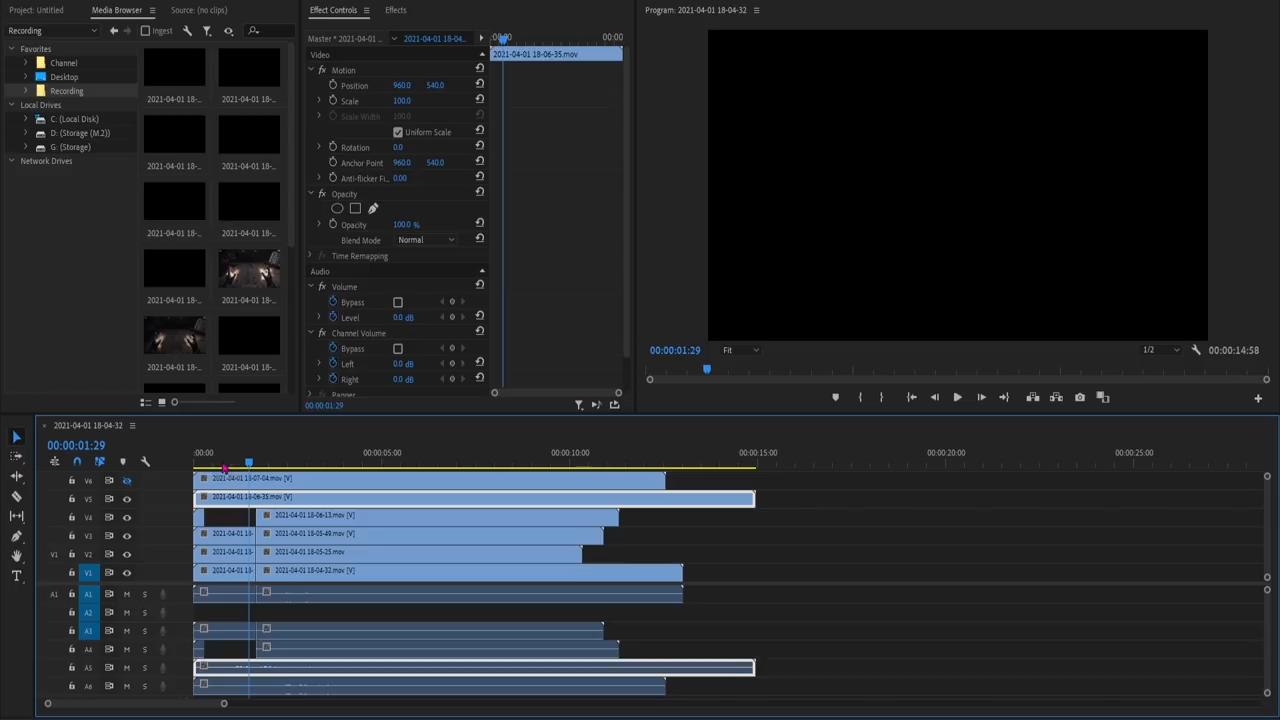 Project: Untitled
Media Browser
Source: (no clips)
Recording
Ingest
Favorites
Channel
Desktop
Recording
Local Drives
C: (Local Disk)
D: (Storage (M.2))
G: (Storage)
Network Drives
2021-04-01 18-...
2021-04-01 18-...
2021-04-01 18-...
2021-04-01 18-...
2021-04-01 18-...
2021-04-01 18-...
2021-04-01 18-...
2021-04-01 18-...
2021-04-01 18-...
2021-04-01 18-...
Effect Controls
Effects
Master * 2021-04-01 ...
2021-04-01 18-04...
:00:00
00:00
Video
2021-04-01 18-06-35.mov
fx Motion
Position 960.0 540.0
Scale 100.0
Scale Width 100.0
Uniform Scale
Rotation 0.0
Anchor Point 960.0 540.0
Anti-flicker Fi... 0.00
fx Opacity
Opacity 100.0 %
Blend Mode Normal
fx Time Remapping
Audio
fx Volume
Bypass
Level 0.0 dB
fx Channel Volume
Bypass
Left 0.0 dB
Right 0.0 dB
Panner
00:00:01:29
Program: 2021-04-01 18-04-32
00:00:01:29
Fit
1/2
00:00:14:58
2021-04-01 18-04-32
00:00:01:29
:00:00
00:00:05:00
00:00:10:00
00:00:15:00
00:00:20:00
00:00:25:00
V6 2021-04-01 18-07-04.mov [V]
V5 2021-04-01 18-06-35.mov [V]
V4 2021-04-01 18-06-13.mov [V]
V3 2021-04-01 18- 2021-04-01 18-05-49.mov [V]
V1 V2 2021-04-01 18- 2021-04-01 18-05-25.mov
V1 2021-04-01 18- 2021-04-01 18-04-32.mov [V]
A1 A1 M S
A2 M S
A3 M S
A4 M S
A5 M S
A6 M S